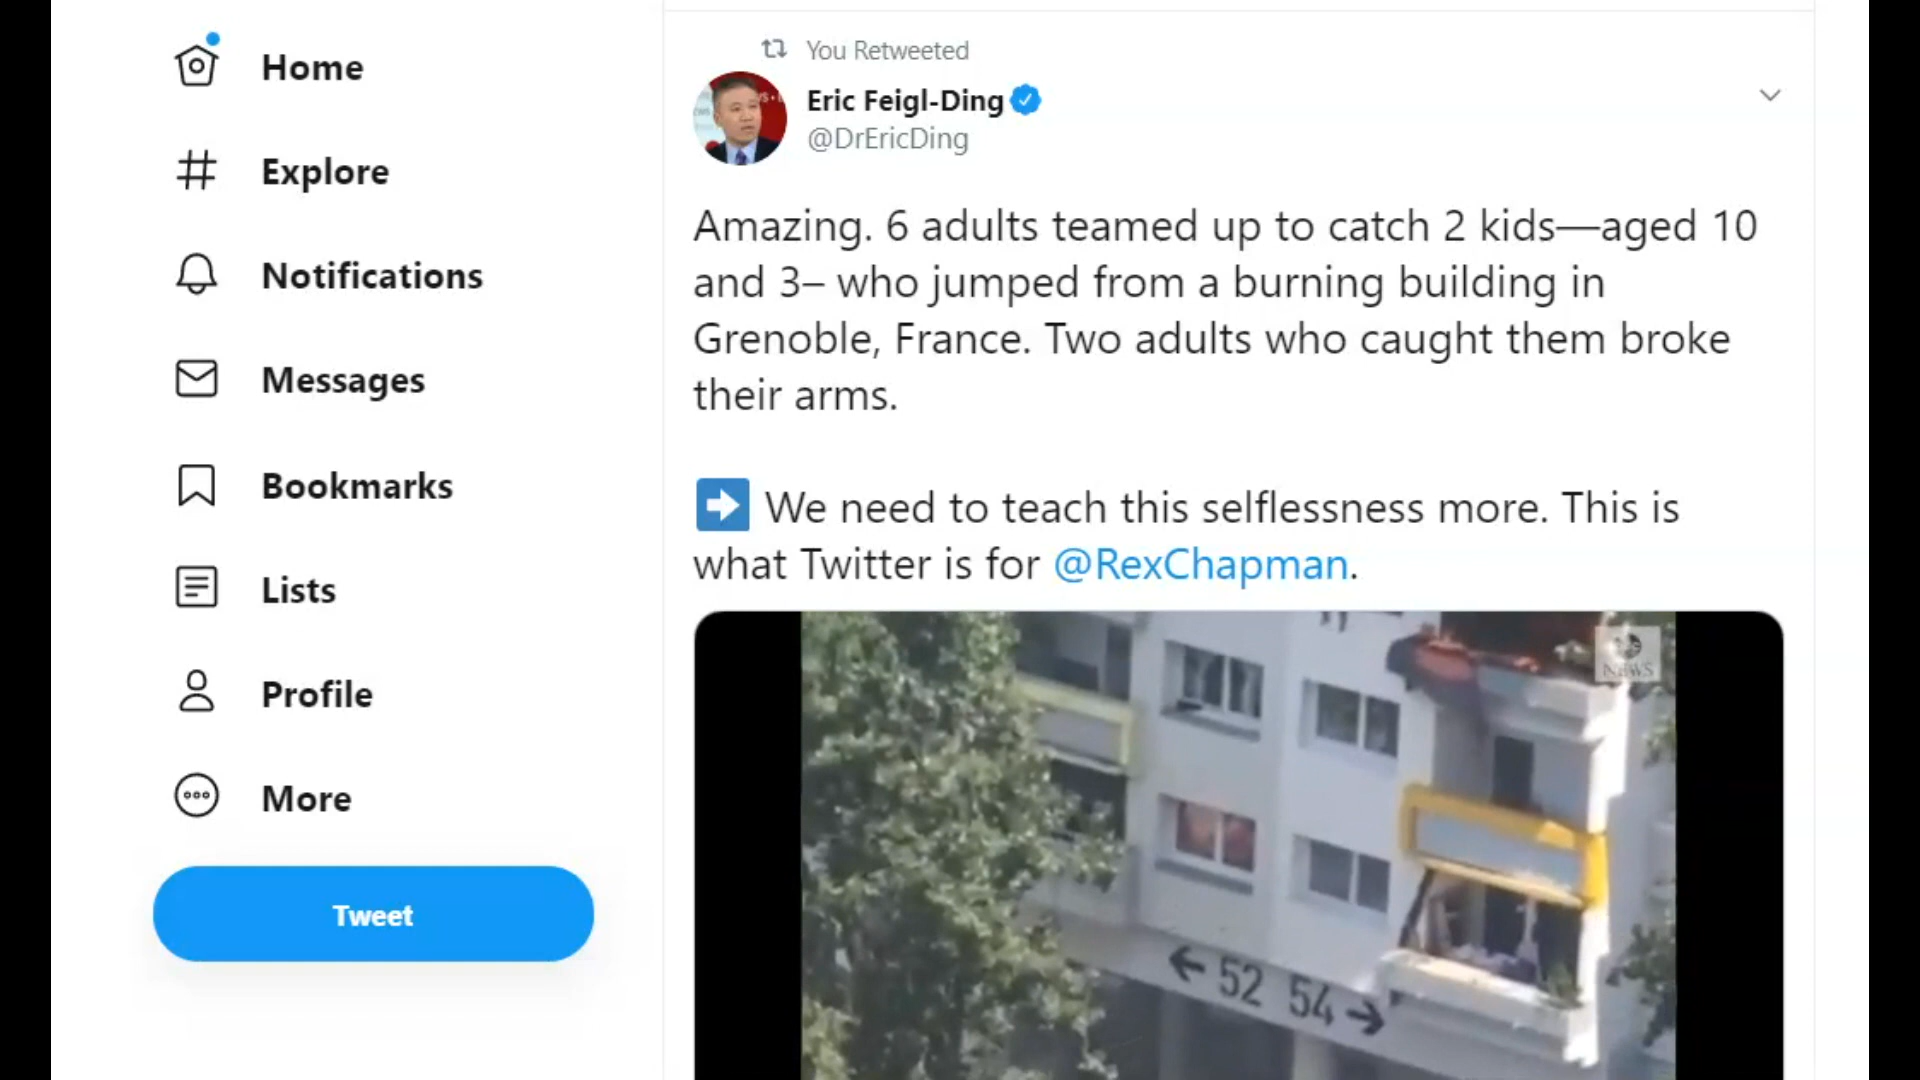 Home
Explore
Notifications
Messages
Bookmarks
Lists
Profile
More
Tweet
You Retweeted
Eric Feigl-Ding
@DrEricDing
Amazing. 6 adults teamed up to catch 2 kids—aged 10
and 3– who jumped from a burning building in
Grenoble, France. Two adults who caught them broke
their arms.
➡ We need to teach this selflessness more. This is
what Twitter is for @RexChapman.
NEWS
← 52 54 →